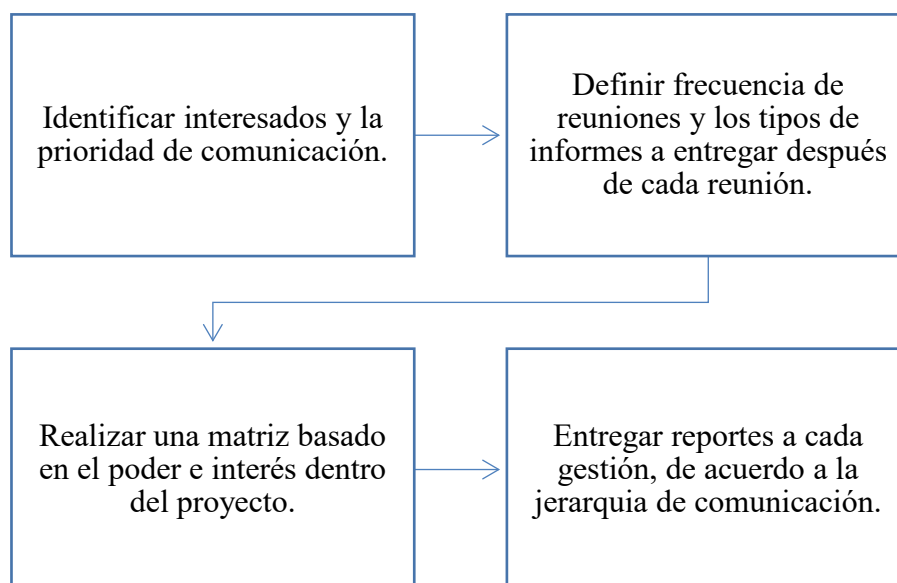 Identificar interesados y la
prioridad de comunicación.
Definir frecuencia de
reuniones y los tipos de
informes a entregar después
de cada reunión.
Realizar una matriz basado
en el poder e interés dentro
del proyecto.
Entregar reportes a cada
gestión, de acuerdo a la
jerarquia de comunicación.